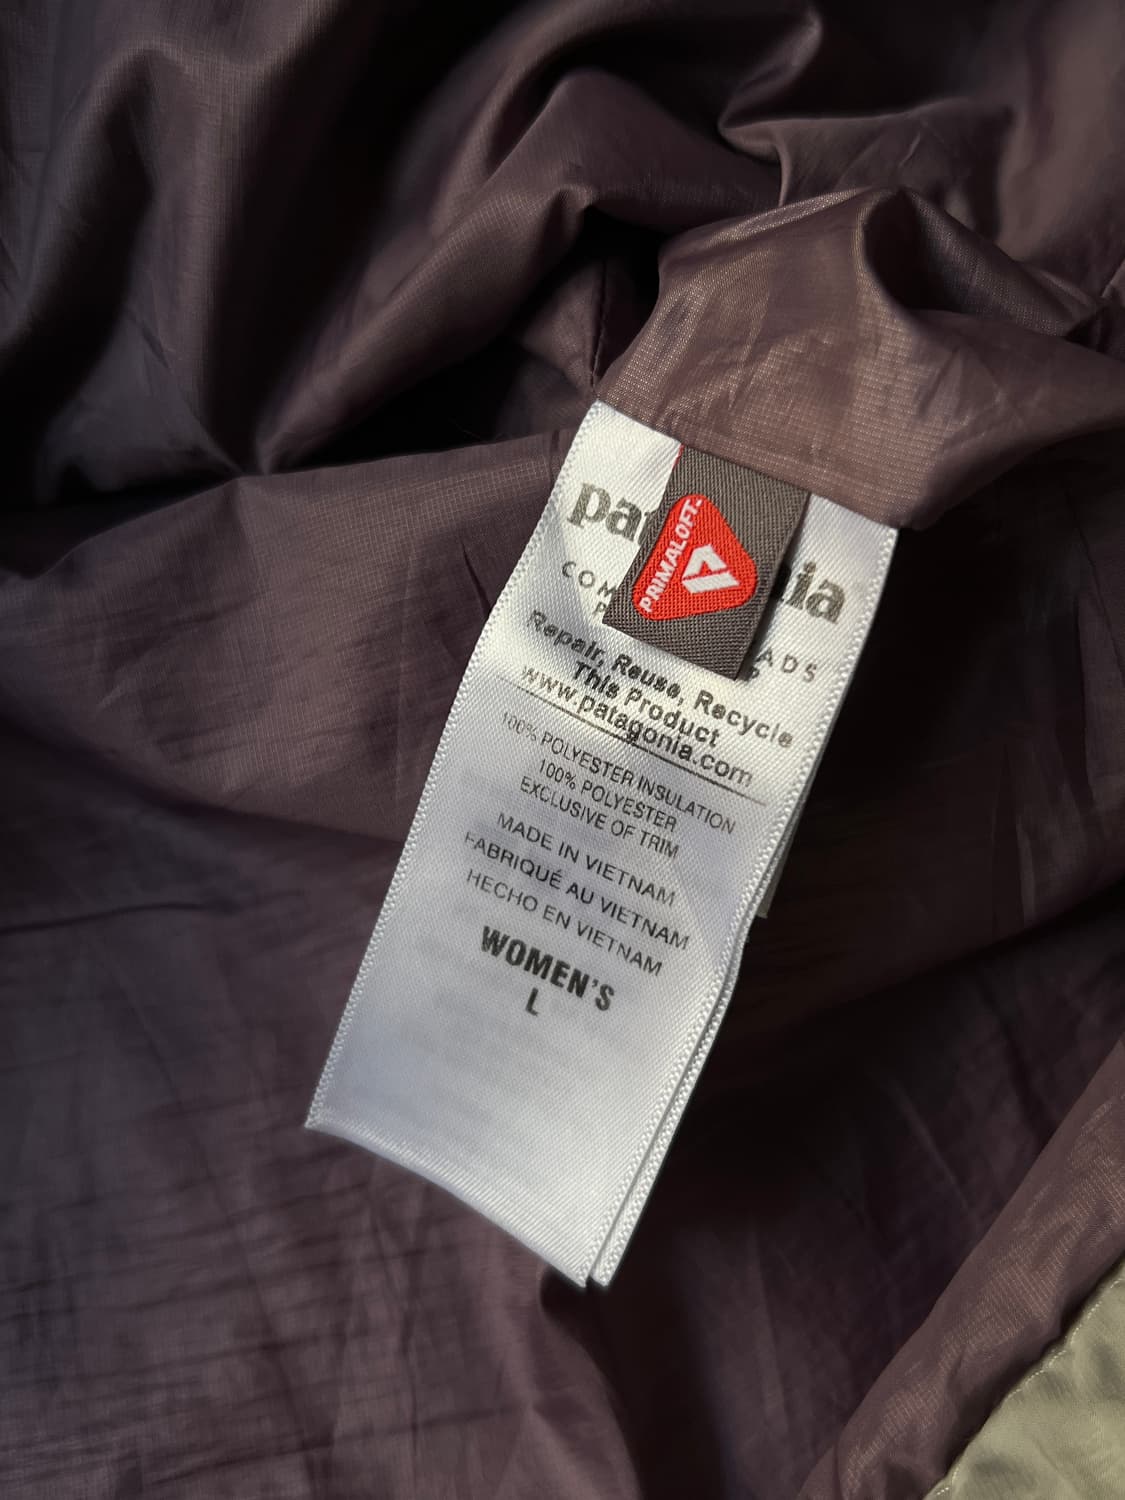 PRIMALOFT
Repair, Reuse, Recycle
This Product
www.patagonia.com
100% POLYESTER INSULATION
100% POLYESTER
EXCLUSIVE OF TRIM
MADE IN VIETNAM
FABRIQUÉ AU VIETNAM
HECHO EN VIETNAM
WOMEN'S
L